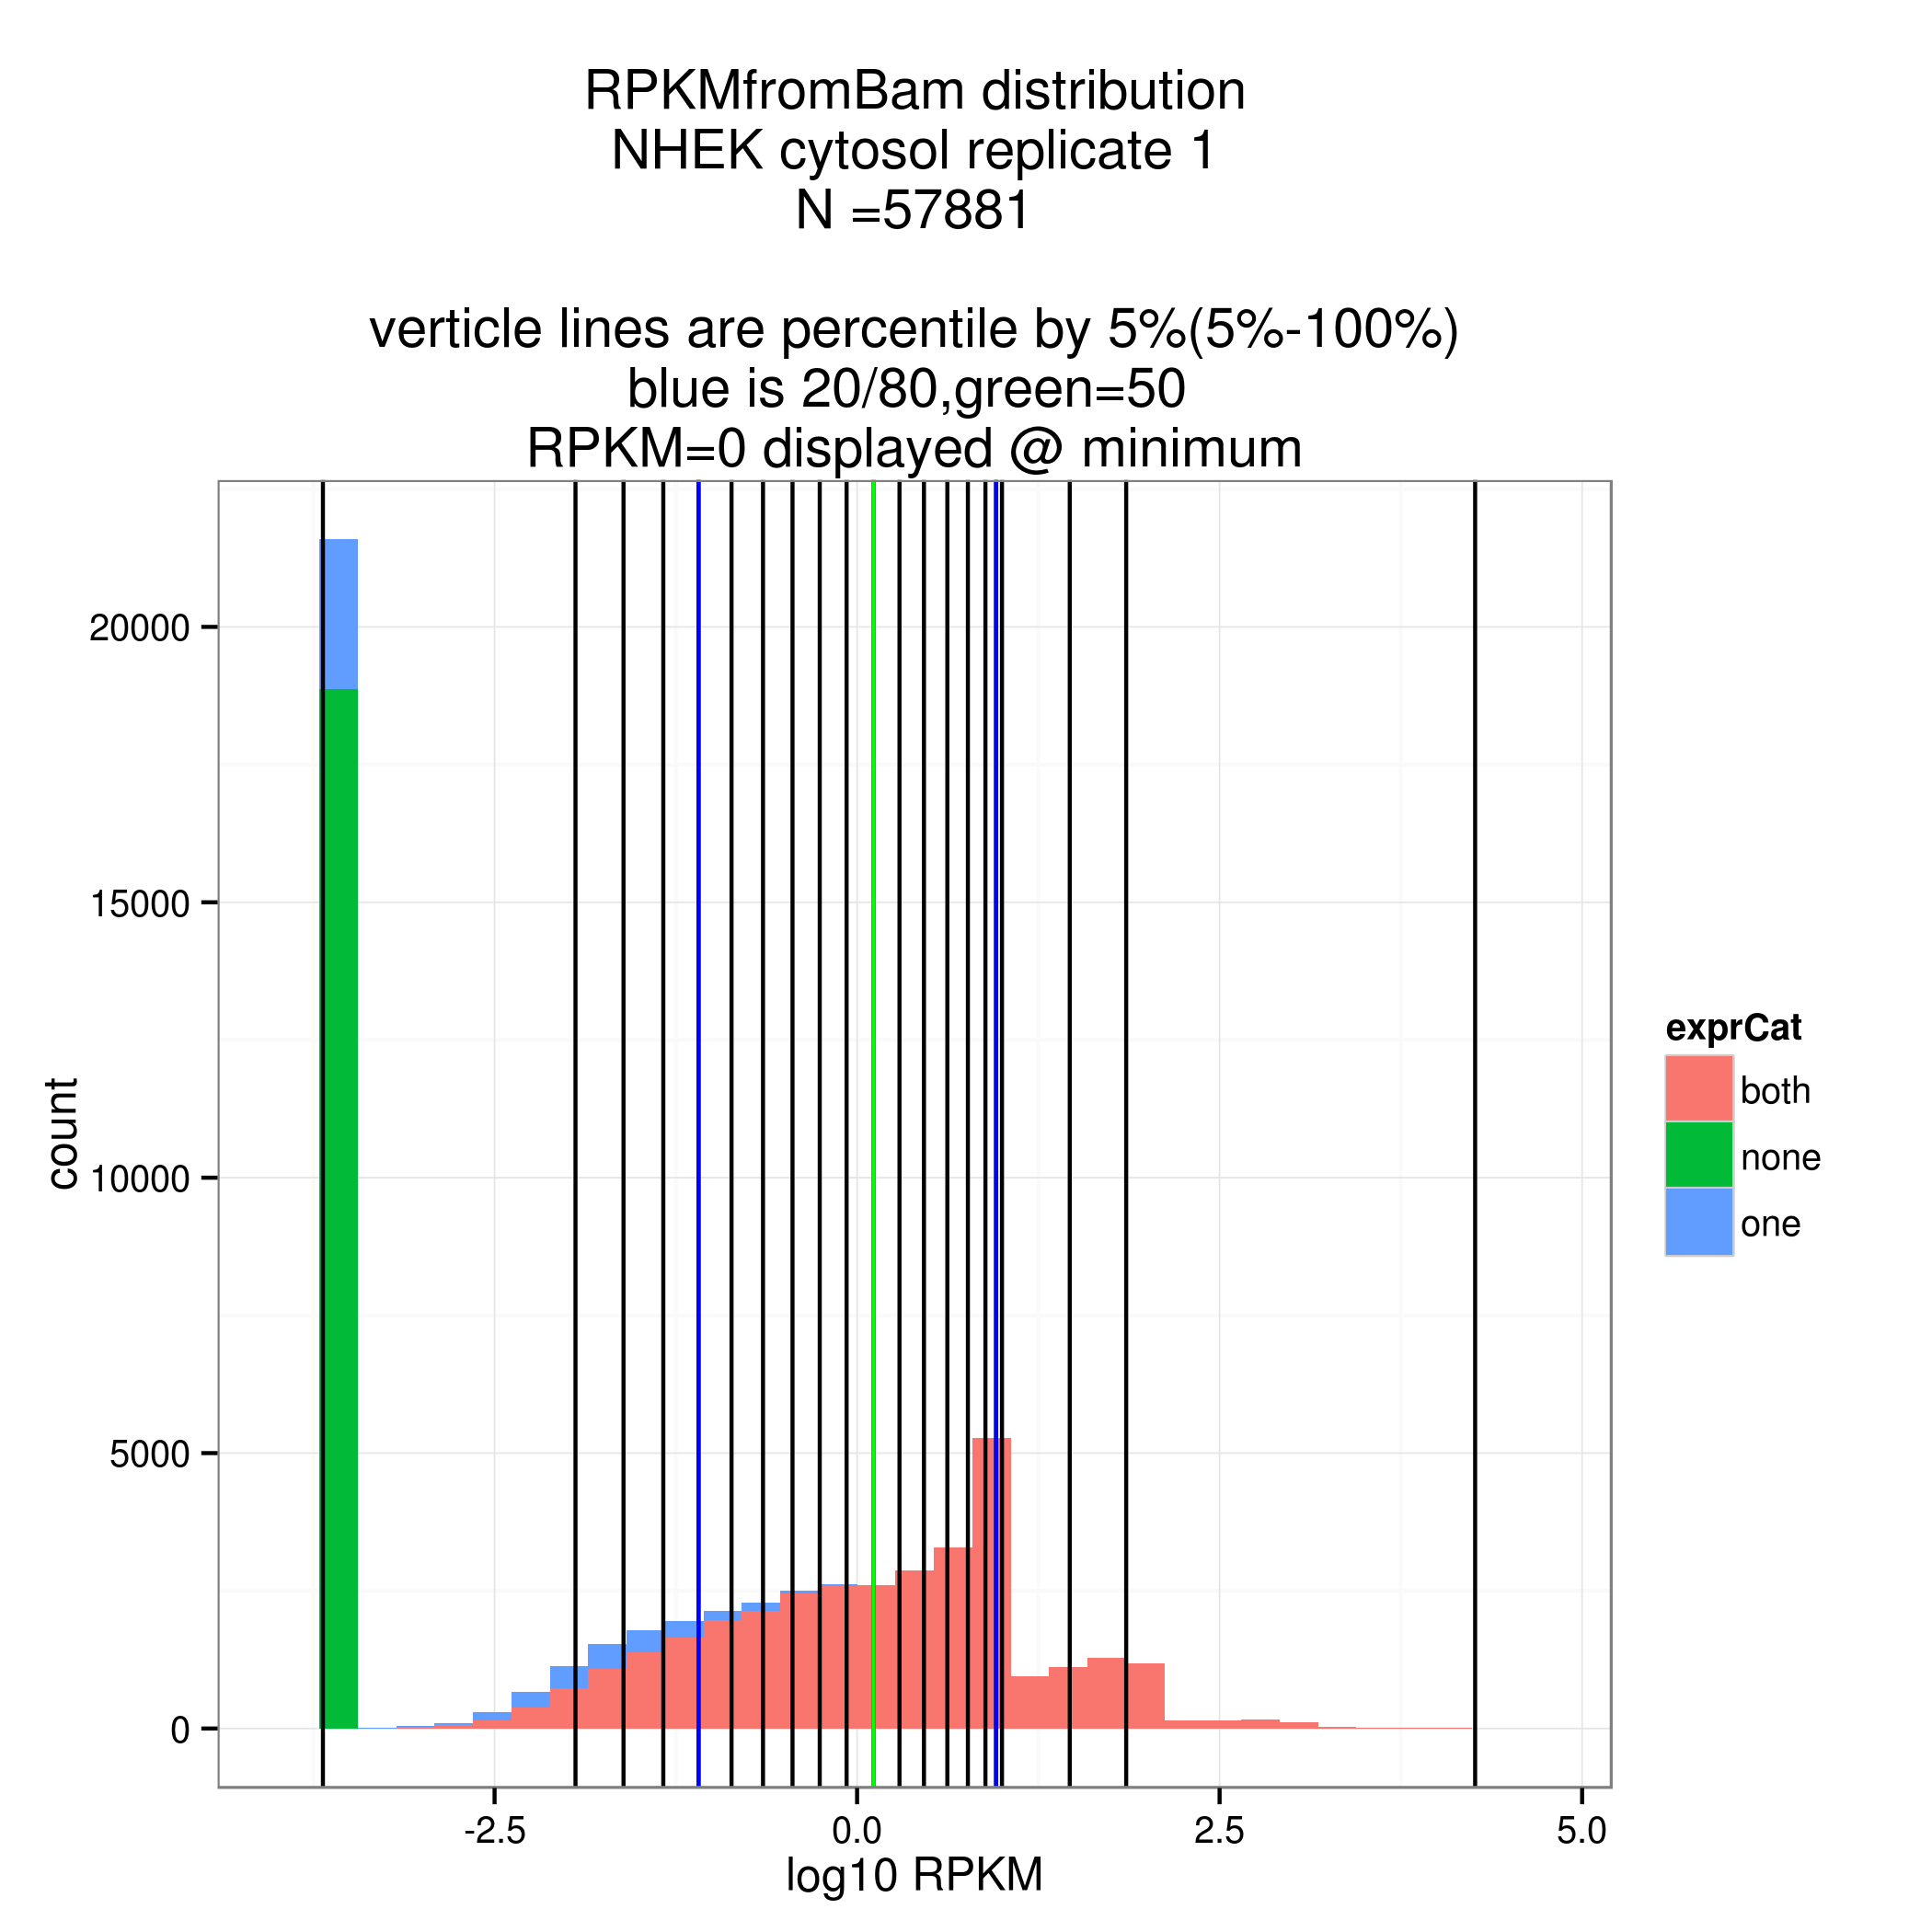 RPKMfromBam distribution
NHEK cytosol replicate 1
N =57881
verticle lines are percentile by 5%(5%-100%)
blue is 20/80,green=50
RPKM=0 displayed @ minimum
20000
15000
10000
5000
0
count
-2.5
0.0
2.5
5.0
log10 RPKM
exprCat
both
none
one